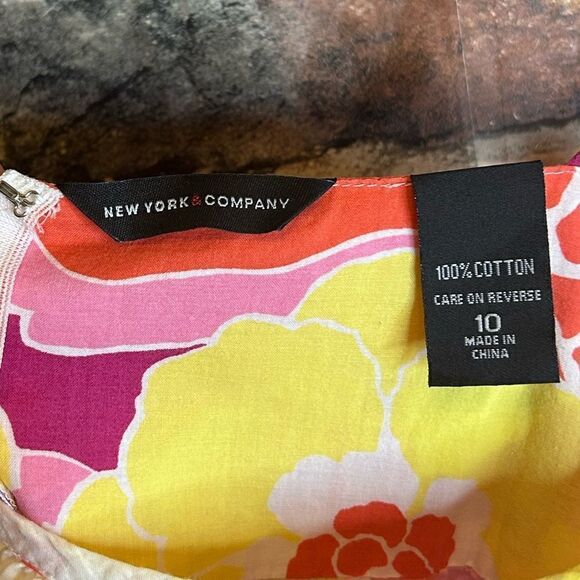 NEW YORK & COMPANY
100% COTTON
CARE ON REVERSE
10
MADE IN
CHINA